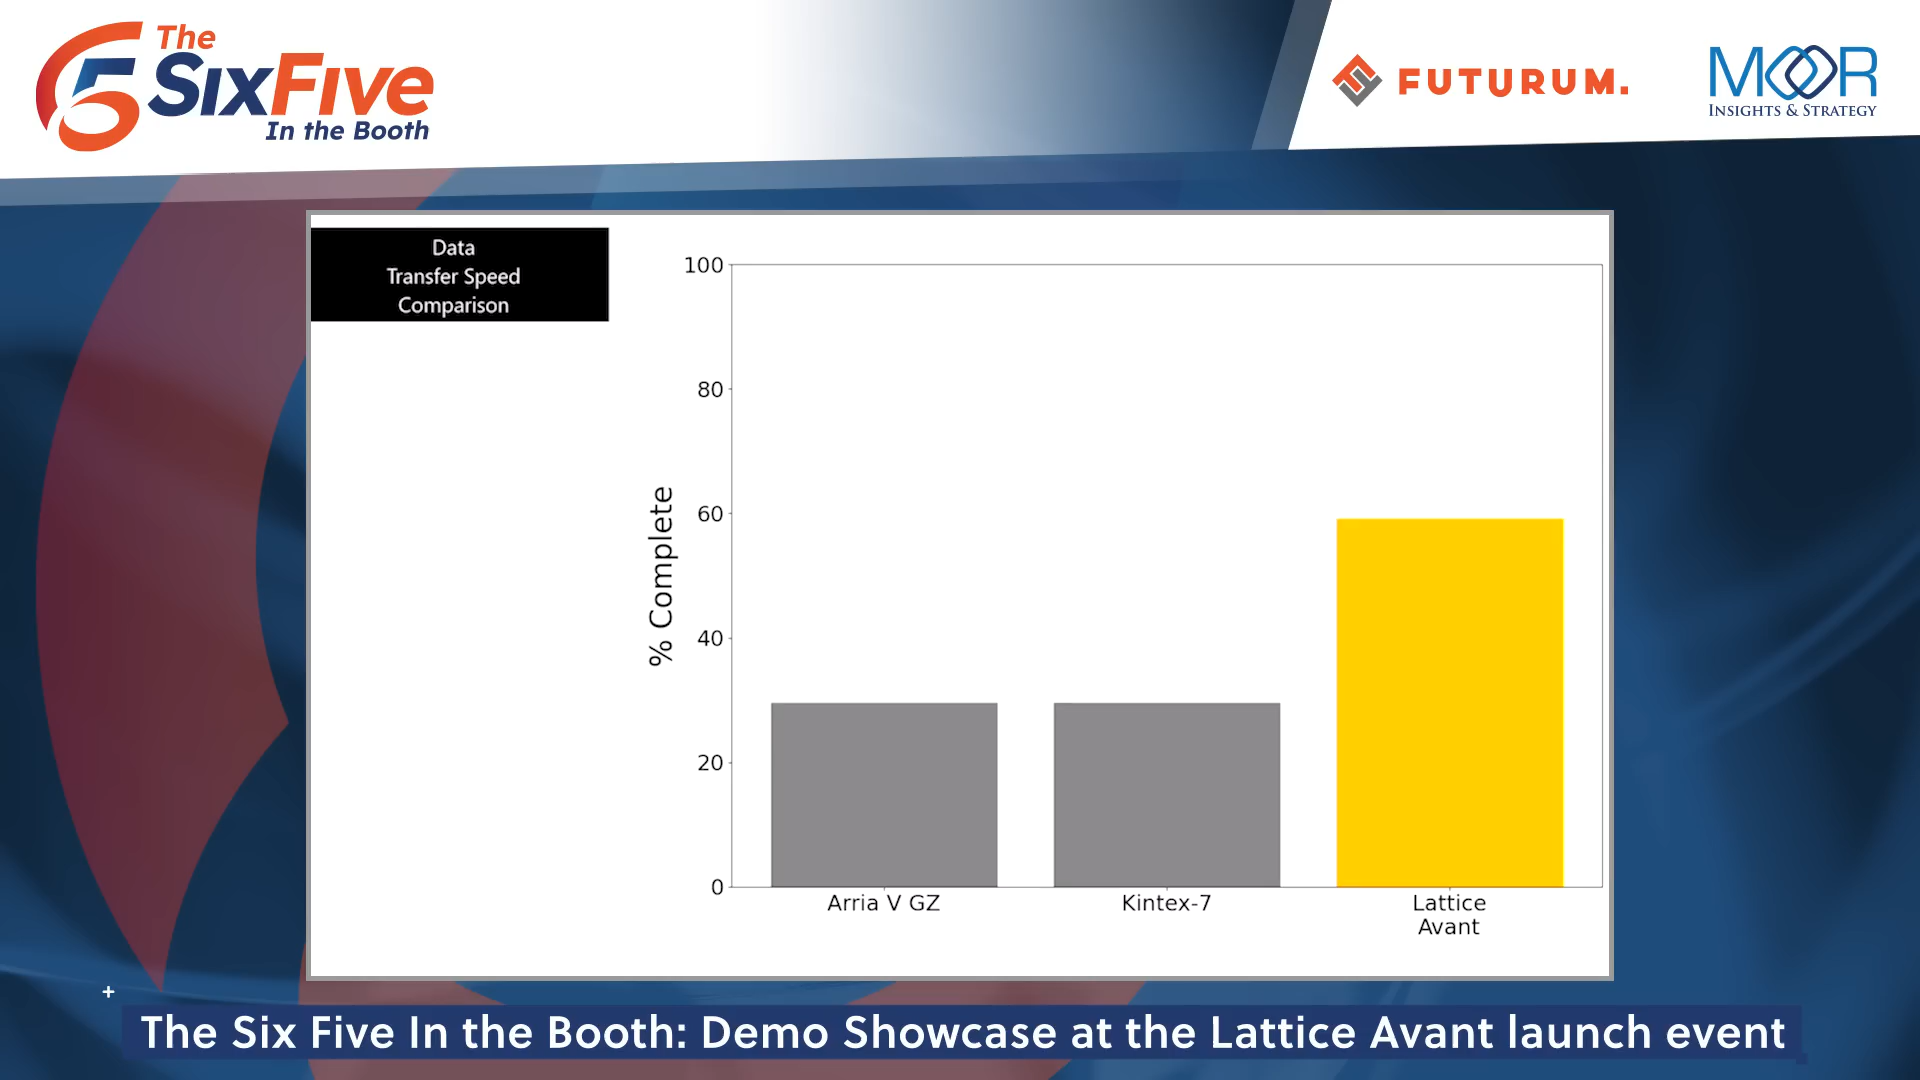 The
SixFive
In the Booth
FUTURUM.
MOOR
INSIGHTS & STRATEGY
Data
Transfer Speed
Comparison
100
80
60
40
20
0
% Complete
Arria V GZ
Kintex-7
Lattice
Avant
The Six Five In the Booth: Demo Showcase at the Lattice Avant launch event